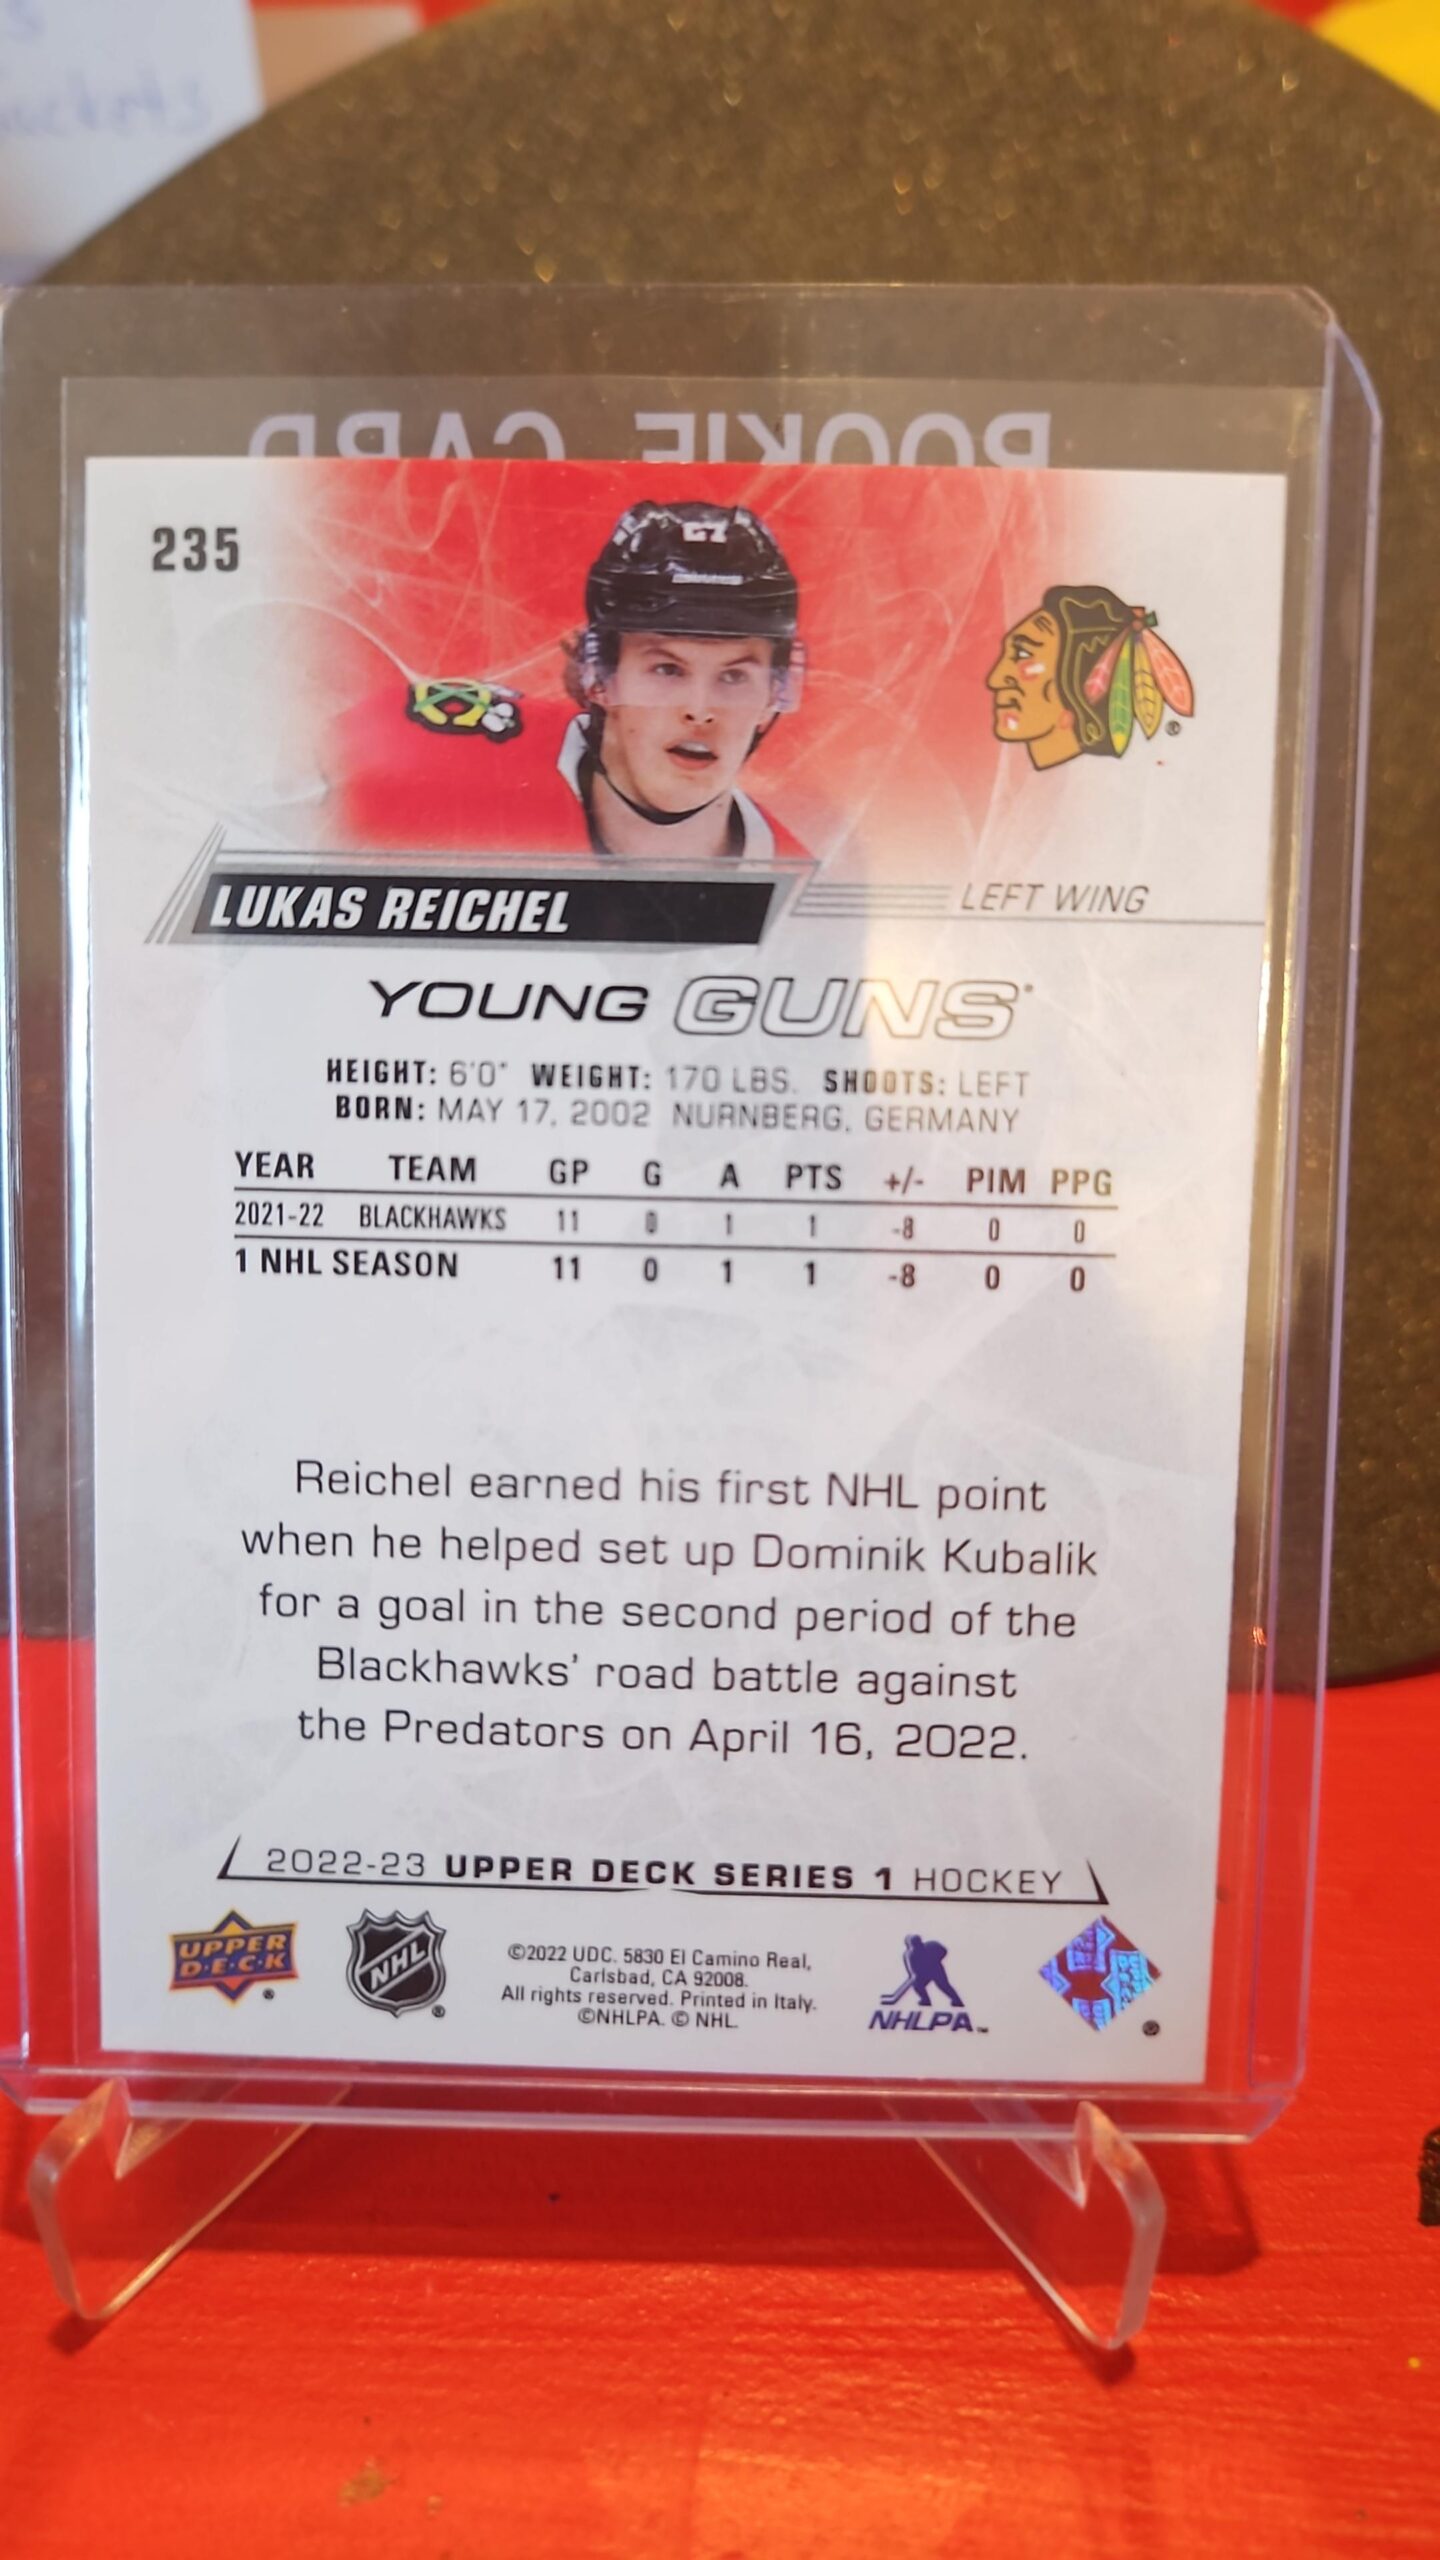 ROOKIE CARD
235
27
LUKAS REICHEL
LEFT WING
YOUNG GUNS
HEIGHT: 6'0" WEIGHT: 170 LBS. SHOOTS: LEFT
BORN: MAY 17, 2002 NURNBERG, GERMANY
YEAR TEAM GP G A PTS +/- PIM PPG
2021-22 BLACKHAWKS 11 0 1 1 -8 0 0
1 NHL SEASON 11 0 1 1 -8 0 0
Reichel earned his first NHL point
when he helped set up Dominik Kubalik
for a goal in the second period of the
Blackhawks' road battle against
the Predators on April 16, 2022.
2022-23 UPPER DECK SERIES 1 HOCKEY
UPPER
D·E·C·K ®
NHL ®
©2022 UDC. 5830 El Camino Real,
Carlsbad, CA 92008.
All rights reserved. Printed in Italy.
©NHLPA. © NHL.
NHLPA™